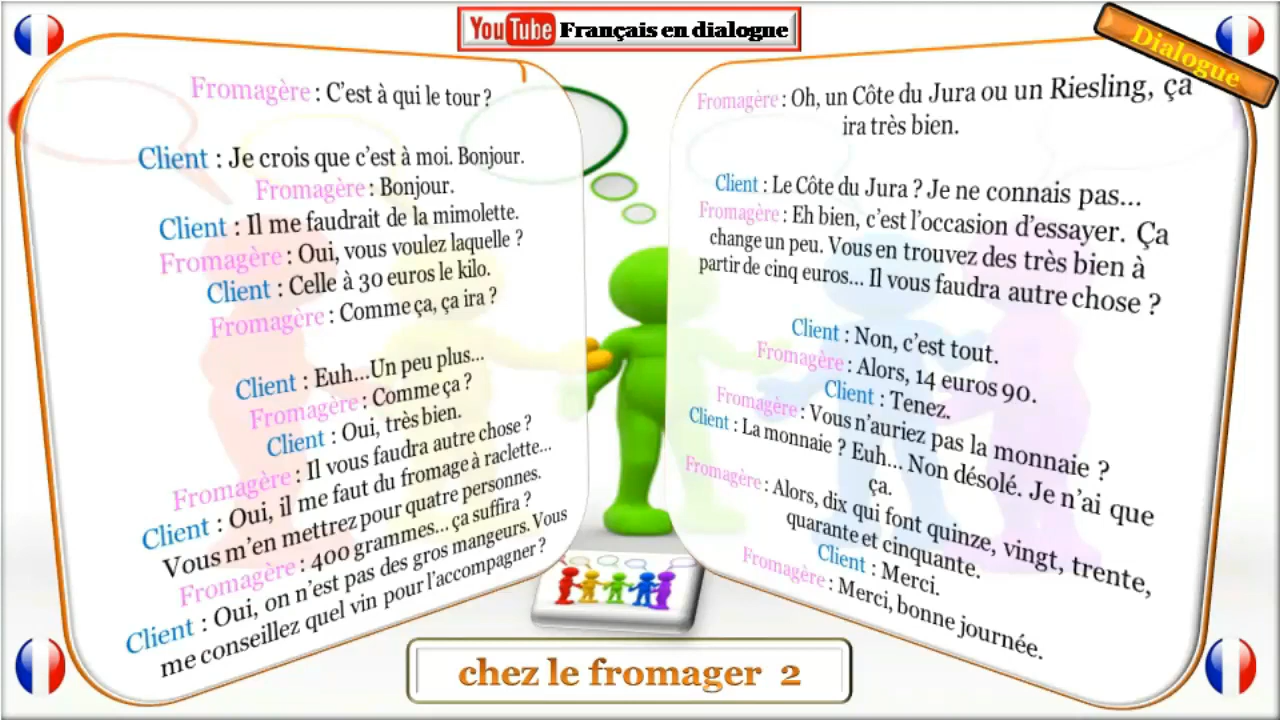 YouTube Français en dialogue
Dialogue
Fromagère : C'est à qui le tour ?
Client : Je crois que c'est à moi. Bonjour.
Fromagère : Bonjour.
Client : Il me faudrait de la mimolette.
Fromagère : Oui, vous voulez laquelle ?
Client : Celle à 30 euros le kilo.
Fromagère : Comme ça, ça ira ?
Client : Euh...Un peu plus...
Fromagère : Comme ça ?
Client : Oui, très bien.
Fromagère : Il vous faudra autre chose ?
Client : Oui, il me faut du fromage à raclette...
Vous m'en mettrez pour quatre personnes.
Fromagère : 400 grammes... ça suffira ?
Client : Oui, on n'est pas des gros mangeurs. Vous
me conseillez quel vin pour l'accompagner ?
Fromagère : Oh, un Côte du Jura ou un Riesling, ça
ira très bien.
Client : Le Côte du Jura ? Je ne connais pas...
Fromagère : Eh bien, c'est l'occasion d'essayer. Ça
change un peu. Vous en trouvez des très bien à
partir de cinq euros... Il vous faudra autre chose ?
Client : Non, c'est tout.
Fromagère : Alors, 14 euros 90.
Client : Tenez.
Fromagère : Vous n'auriez pas la monnaie ?
Client : La monnaie ? Euh... Non désolé. Je n'ai que
ça.
Fromagère : Alors, dix qui font quinze, vingt, trente,
quarante et cinquante.
Client : Merci.
Fromagère : Merci, bonne journée.
chez le fromager 2